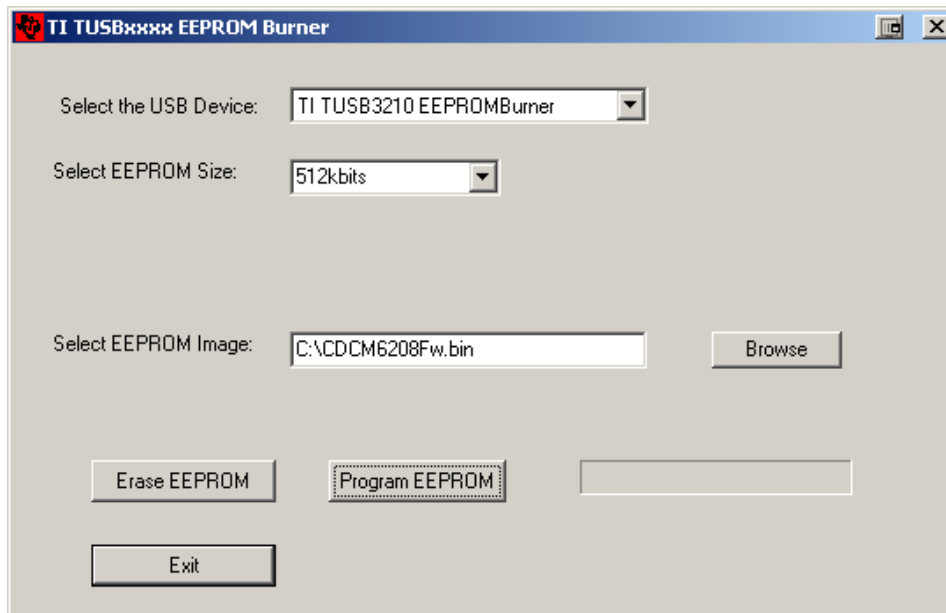 TI TUSBxxxx EEPROM Burner
Select the USB Device: TI TUSB3210 EEPROMBurner
Select EEPROM Size: 512kbits
Select EEPROM Image: C:\CDCM6208Fw.bin Browse
Erase EEPROM Program EEPROM
Exit